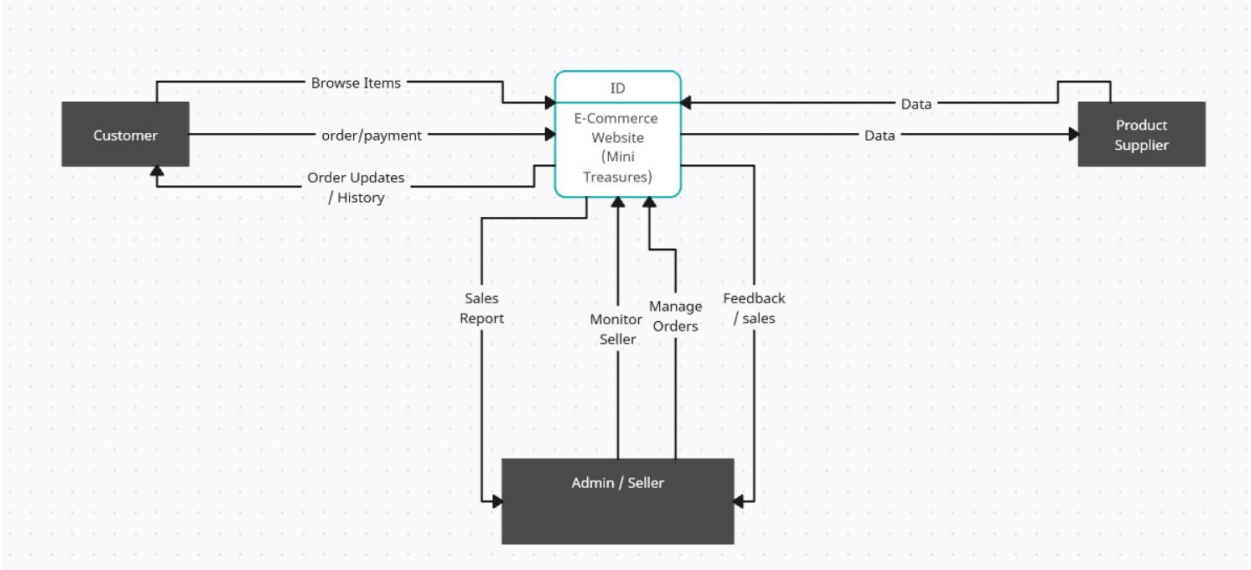 Browse Items
ID
Data
Customer
order/payment
E-Commerce
Website
(Mini
Treasures)
Data
Product
Supplier
Order Updates
/ History
Sales
Report
Monitor
Seller
Manage
Orders
Feedback
/ sales
Admin / Seller